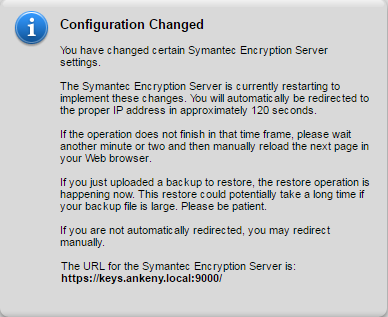 Configuration Changed
You have changed certain Symantec Encryption Server
settings.
The Symantec Encryption Server is currently restarting to
implement these changes. You will automatically be redirected to
the proper IP address in approximately 120 seconds.
If the operation does not finish in that time frame, please wait
another minute or two and then manually reload the next page in
your Web browser.
If you just uploaded a backup to restore, the restore operation is
happening now. This restore could potentially take a long time if
your backup file is large. Please be patient.
If you are not automatically redirected, you may redirect
manually.
The URL for the Symantec Encryption Server is:
https://keys.ankeny.local:9000/